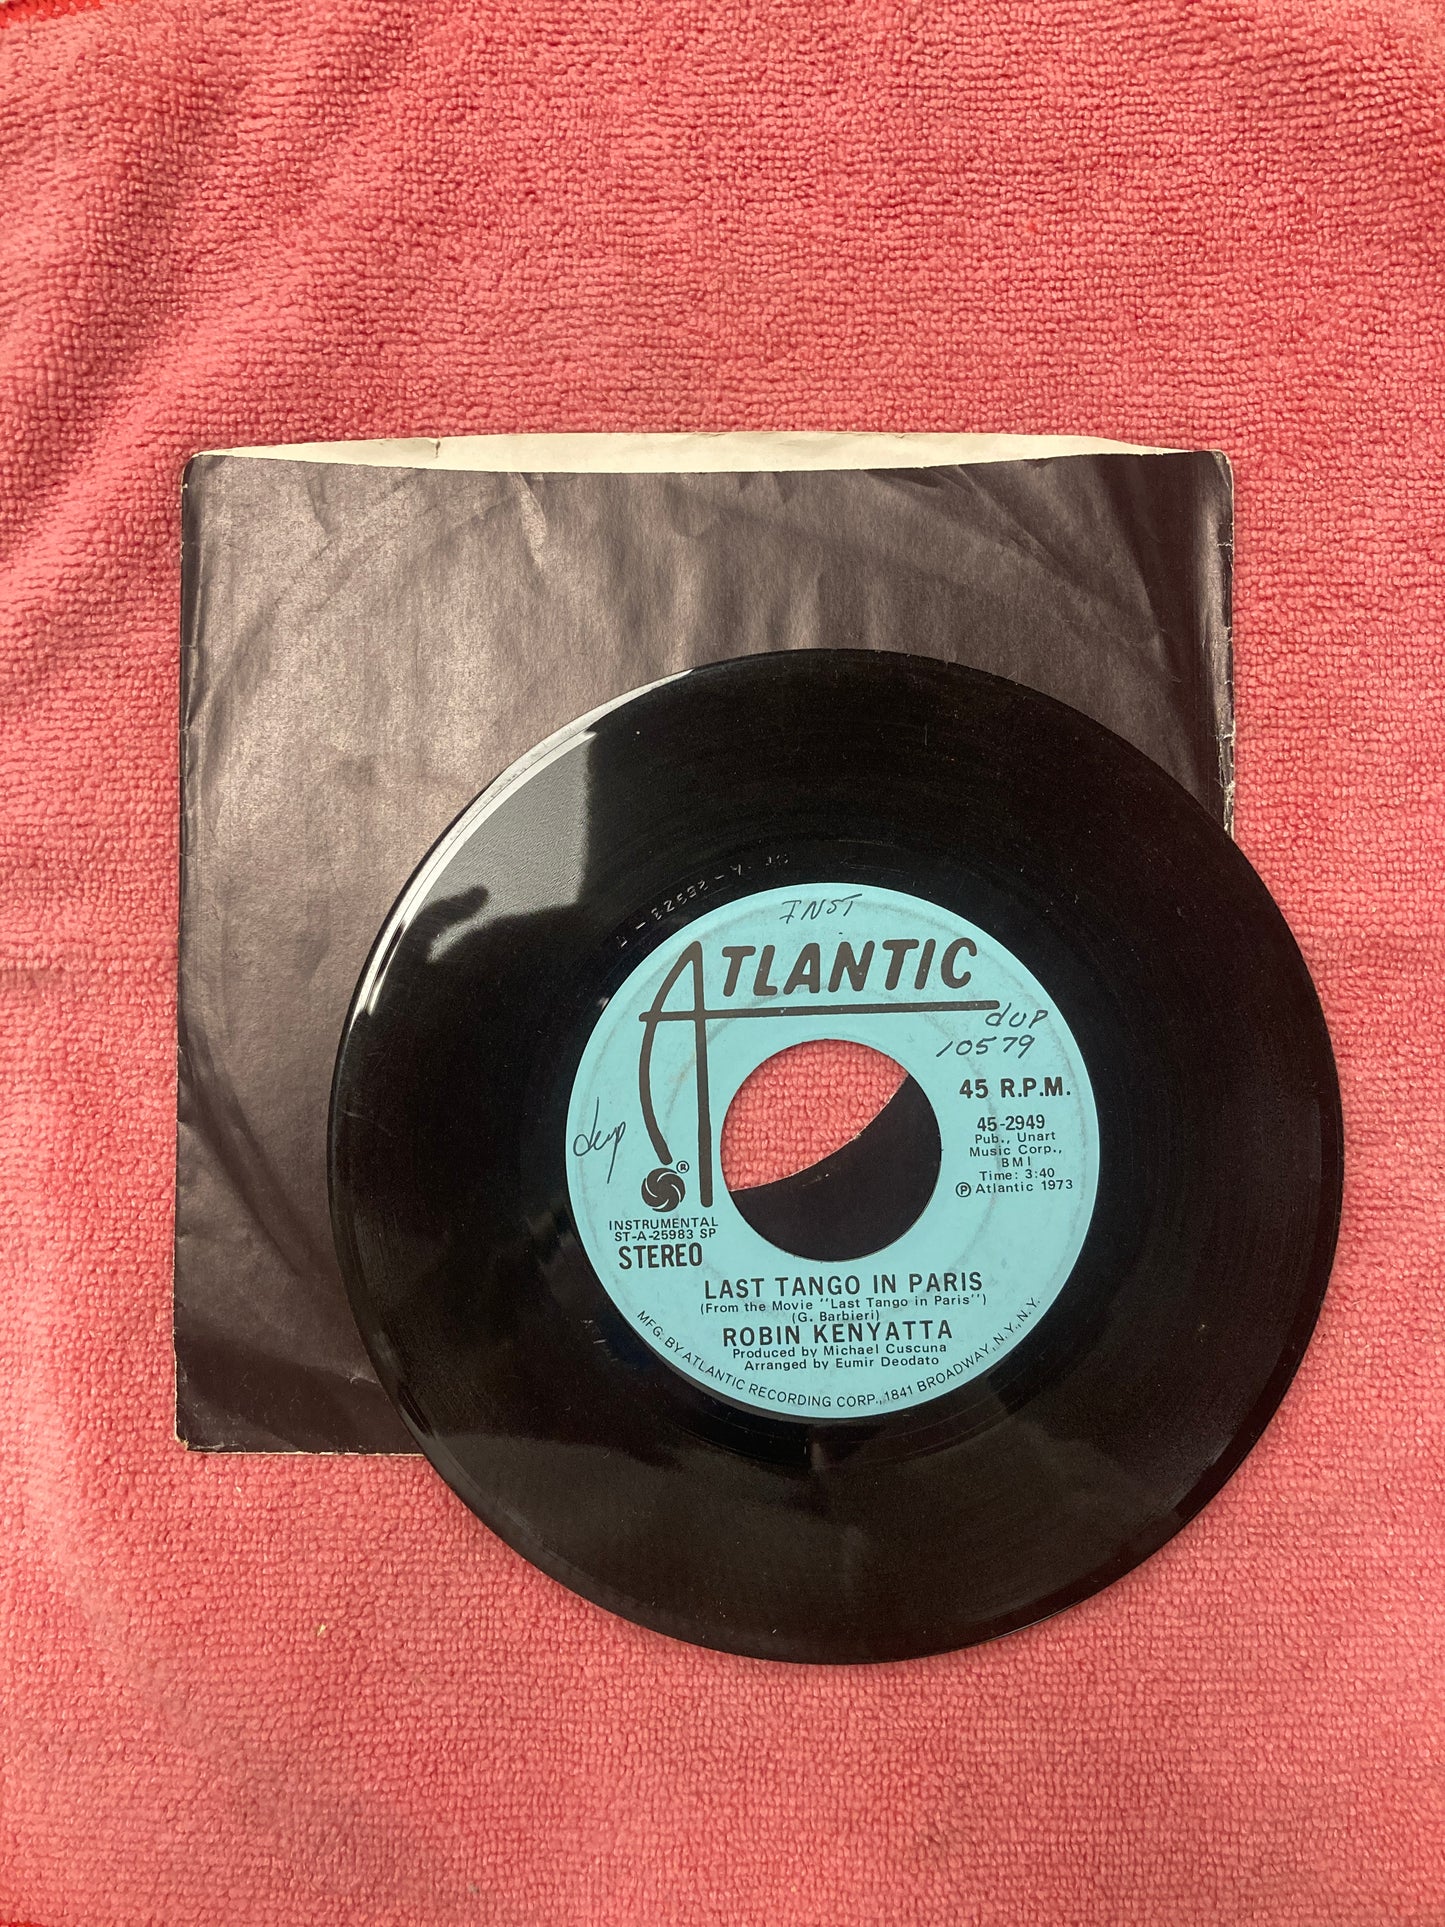 INST
ATLANTIC
dUP
10579
dup
45 R.P.M.
45-2949
Pub., Unart
Music Corp.,
BMI
Time: 3:40
℗ Atlantic 1973
®
INSTRUMENTAL
ST-A-25983 SP
STEREO
LAST TANGO IN PARIS
(From the Movie "Last Tango in Paris")
(G. Barbieri)
ROBIN KENYATTA
Produced by Michael Cuscuna
Arranged by Eumir Deodato
MFG. BY ATLANTIC RECORDING CORP., 1841 BROADWAY, N.Y., N.Y.